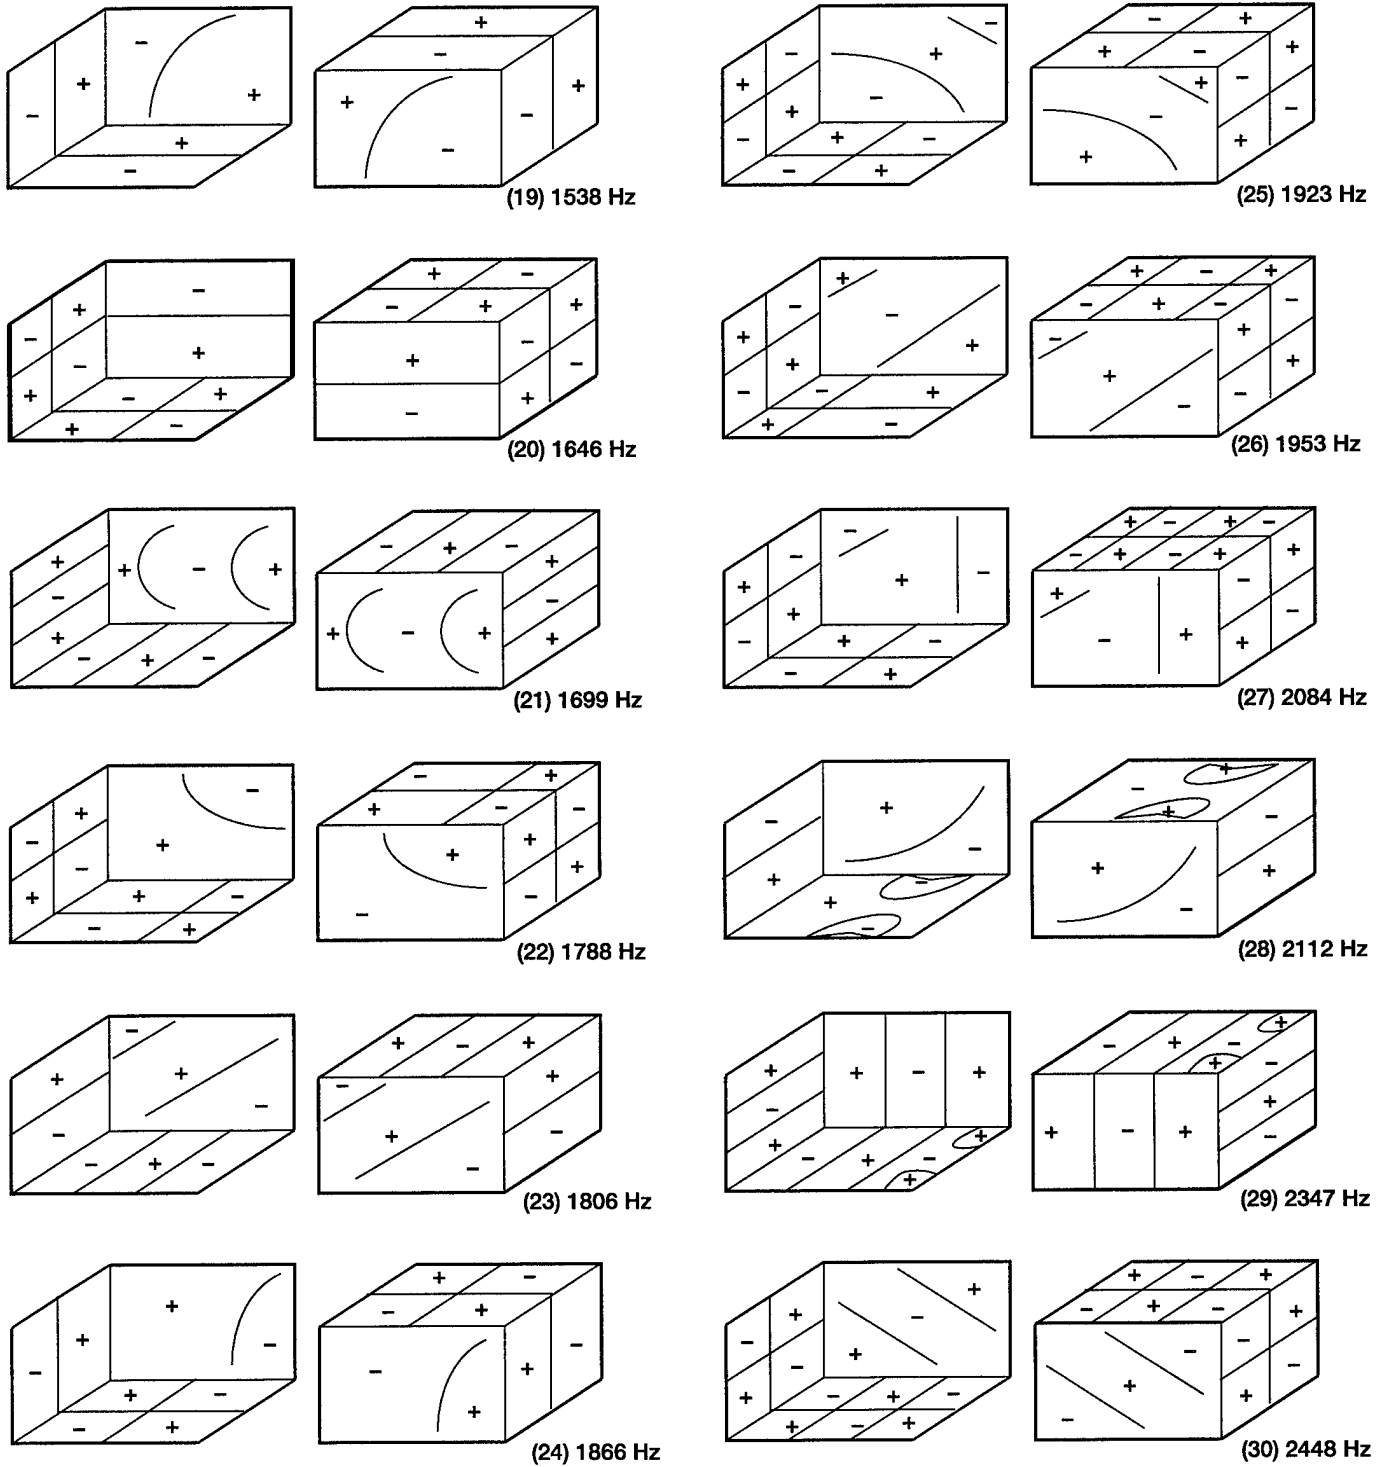 (19) 1538 Hz
(25) 1923 Hz
(20) 1646 Hz
(26) 1953 Hz
(21) 1699 Hz
(27) 2084 Hz
(22) 1788 Hz
(28) 2112 Hz
(23) 1806 Hz
(29) 2347 Hz
(24) 1866 Hz
(30) 2448 Hz